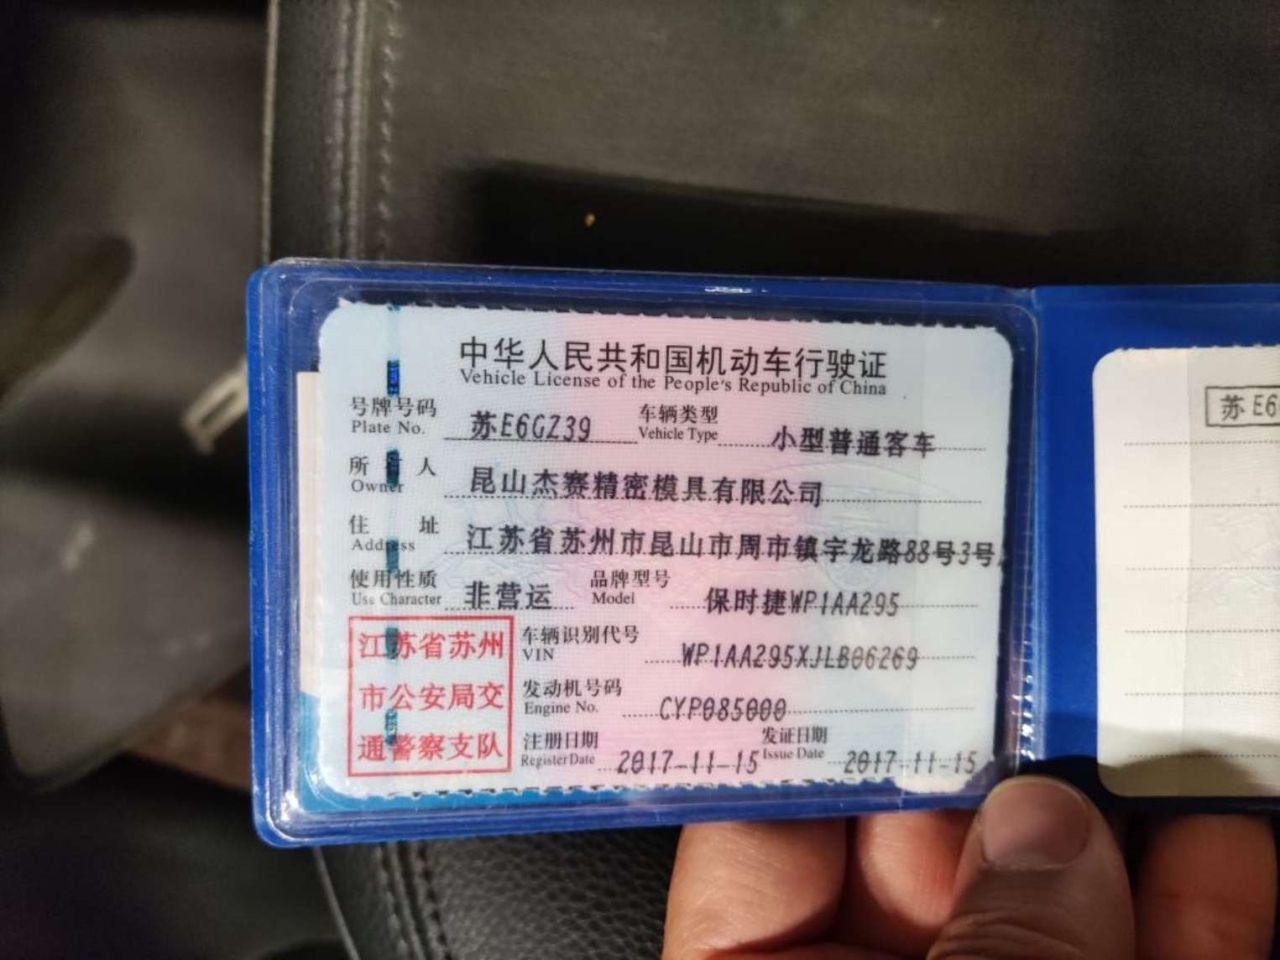 中华人民共和国机动车行驶证
Vehicle License of the People's Republic of China
号牌号码 苏E6GZ39 车辆类型 小型普通客车
Plate No. Vehicle Type
所 人 昆山杰赛精密模具有限公司
Owner
住 址 江苏省苏州市昆山市周市镇宇龙路88号3号
Address
使用性质 非营运 品牌型号 保时捷WP1AA295
Use Character Model
江苏省苏州
市公安局交
通警察支队
车辆识别代号 WP1AA295XJLB06269
VIN
发动机号码 CYP085000
Engine No.
注册日期 2017-11-15 发证日期 2017-11-15
Register Date Issue Date
苏E6